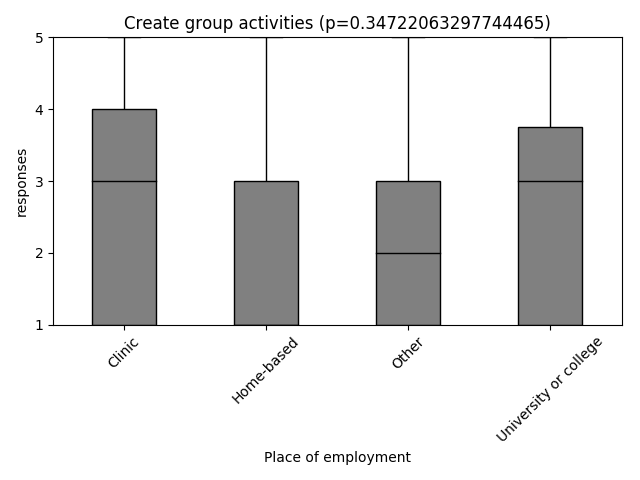 Create group activities (p=0.34722063297744465)
5
4
3
2
1
responses
Clinic
Home-based
Other
University or college
Place of employment